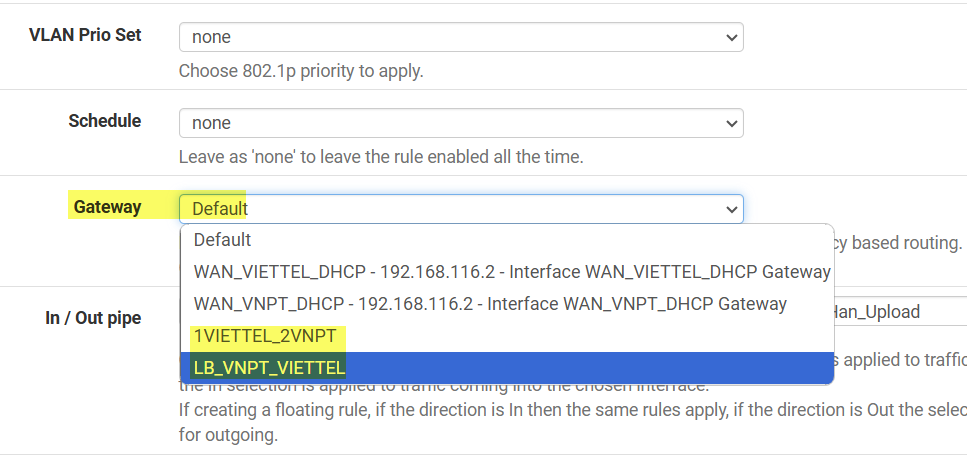 VLAN Prio Set
none
Choose 802.1p priority to apply.
Schedule
none
Leave as 'none' to leave the rule enabled all the time.
Gateway
Default
Default
cy based routing.
WAN_VIETTEL_DHCP - 192.168.116.2 - Interface WAN_VIETTEL_DHCP Gateway
WAN_VNPT_DHCP - 192.168.116.2 - Interface WAN_VNPT_DHCP Gateway
In / Out pipe
Han_Upload
1VIETTEL_2VNPT
s applied to traffic
LB_VNPT_VIETTEL
the In selection is applied to traffic coming into the chosen interface.
If creating a floating rule, if the direction is In then the same rules apply, if the direction is Out the selec
for outgoing.